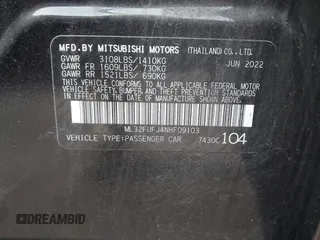 MFD.BY MITSUBISHI MOTORS (THAILAND)CO.,LTD.
GVWR 3108LBS/1410KG JUN 2022
GAWR FR 1609LBS/ 730KG
GAWR RR 1521LBS/ 690KG
THIS VEHICLE CONFORMS TO ALL APPLICABLE FEDERAL MOTOR
VEHICLE SAFETY, BUMPER, AND THEFT PREVENTION STANDARDS
IN EFFECT ON THE DATE OF MANUFACTURE SHOWN ABOVE.
ML32FUFJ4NHF09103
VEHICLE TYPE:PASSENGER CAR 7430C 104
DREAMBID